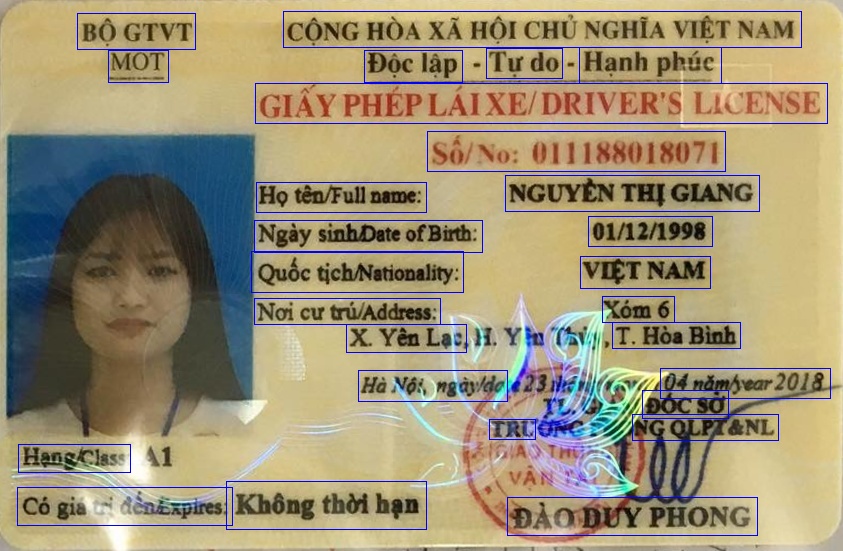 BỘ GTVT
MOT
CỘNG HÒA XÃ HỘI CHỦ NGHĨA VIỆT NAM
Độc lập - Tự do - Hạnh phúc
GIẤY PHÉP LÁI XE/ DRIVER'S LICENSE
Số/No: 011188018071
Họ tên/Full name: NGUYỄN THỊ GIANG
Ngày sinh/Date of Birth: 01/12/1998
Quốc tịch/Nationality: VIỆT NAM
Nơi cư trú/Address: Xóm 6
X. Yên Lạc, H. Yên Thủy, T. Hòa Bình
Hà Nội, ngày/date 23 tháng 04 năm/year 2018
ĐỐC SỞ
TRƯỞNG QLPT&NL
GIAO THÔNG
VẬN TẢI
Hạng/Class A1
Có giá trị đến/Expires: Không thời hạn
ĐÀO DUY PHONG